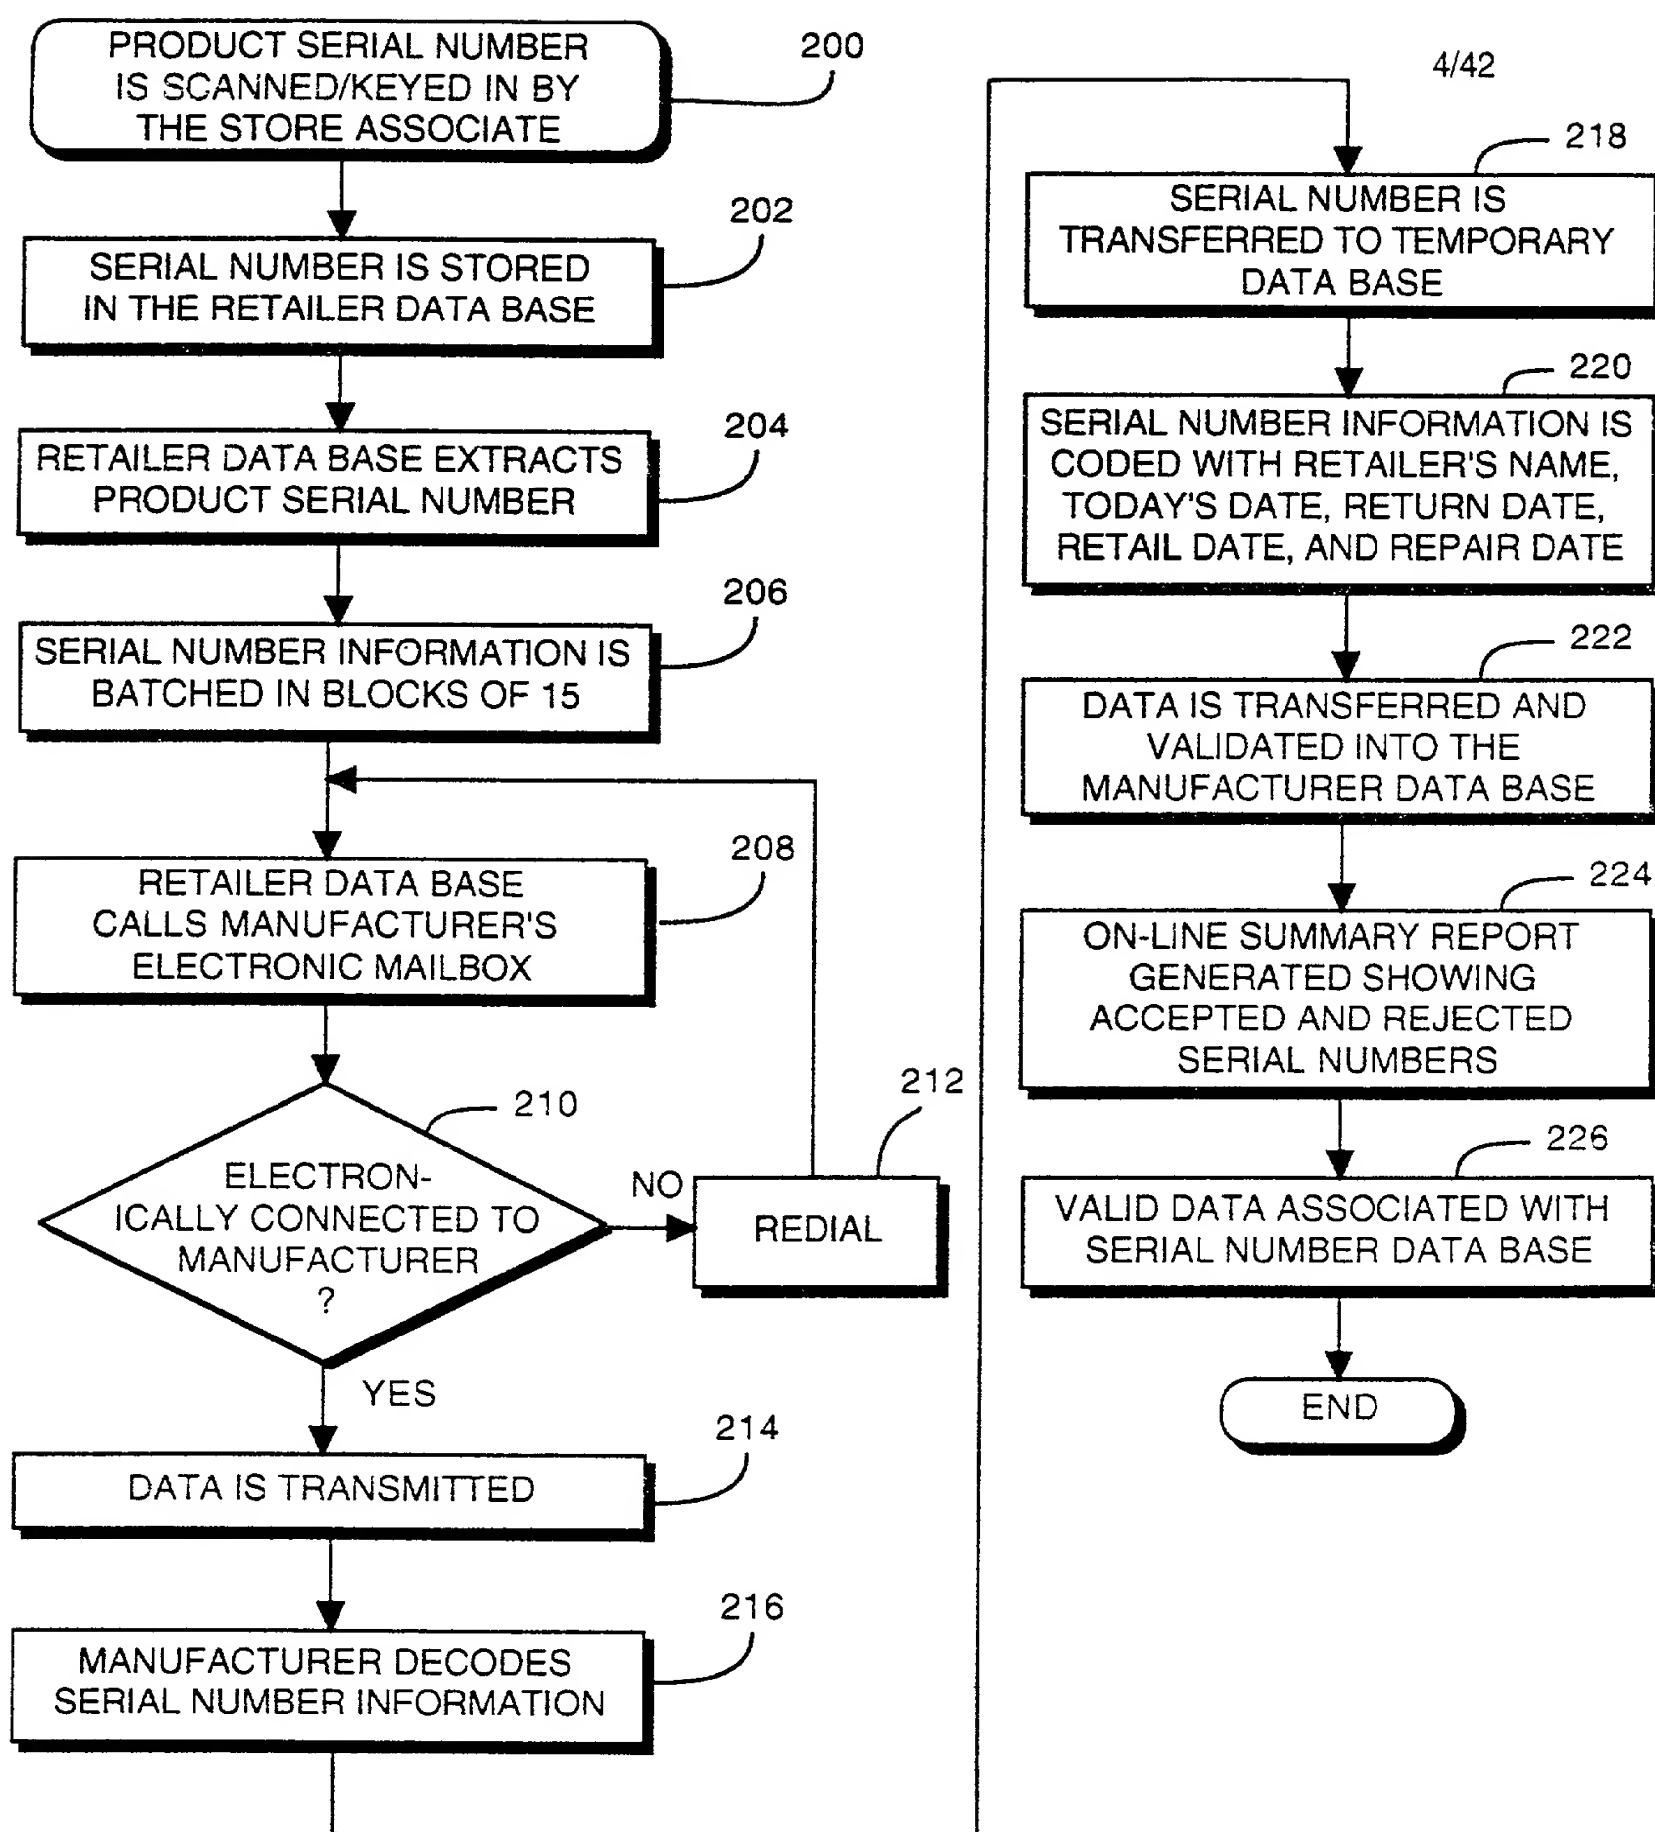 PRODUCT SERIAL NUMBER
IS SCANNED/KEYED IN BY
THE STORE ASSOCIATE
200
SERIAL NUMBER IS STORED
IN THE RETAILER DATA BASE
202
RETAILER DATA BASE EXTRACTS
PRODUCT SERIAL NUMBER
204
SERIAL NUMBER INFORMATION IS
BATCHED IN BLOCKS OF 15
206
RETAILER DATA BASE
CALLS MANUFACTURER'S
ELECTRONIC MAILBOX
208
ELECTRON-
ICALLY CONNECTED TO
MANUFACTURER
?
210
NO
REDIAL
212
YES
DATA IS TRANSMITTED
214
MANUFACTURER DECODES
SERIAL NUMBER INFORMATION
216
4/42
SERIAL NUMBER IS
TRANSFERRED TO TEMPORARY
DATA BASE
218
SERIAL NUMBER INFORMATION IS
CODED WITH RETAILER'S NAME,
TODAY'S DATE, RETURN DATE,
RETAIL DATE, AND REPAIR DATE
220
DATA IS TRANSFERRED AND
VALIDATED INTO THE
MANUFACTURER DATA BASE
222
ON-LINE SUMMARY REPORT
GENERATED SHOWING
ACCEPTED AND REJECTED
SERIAL NUMBERS
224
VALID DATA ASSOCIATED WITH
SERIAL NUMBER DATA BASE
226
END